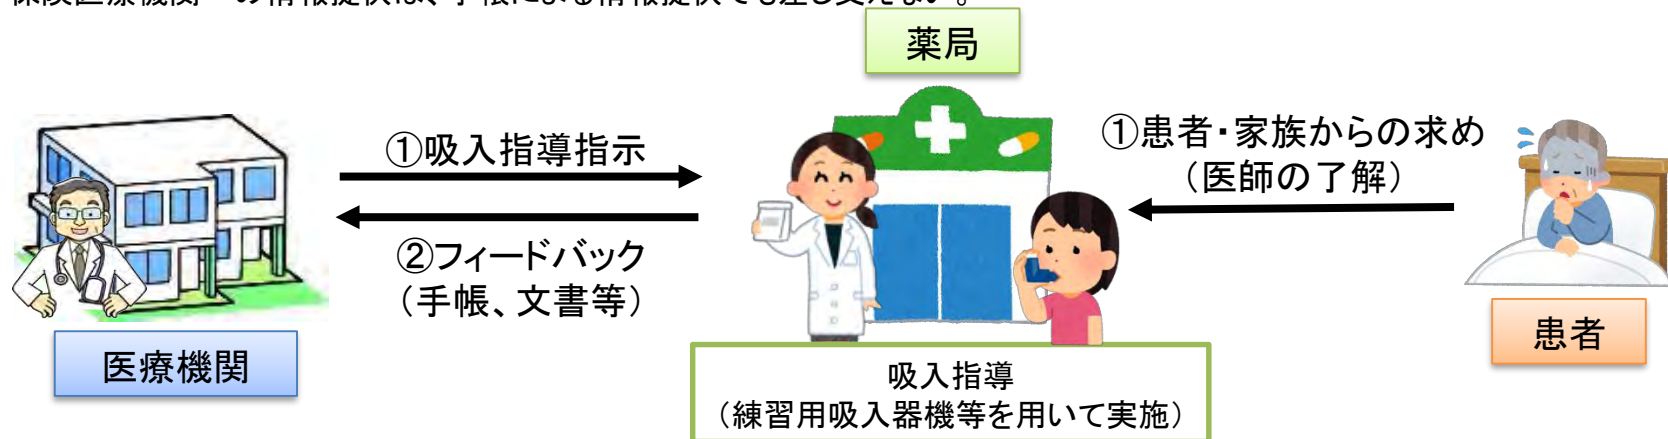 薬局
①吸入指導指示
②フィードバック
（手帳、文書等）
医療機関
①患者・家族からの求め
（医師の了解）
患者
吸入指導
（練習用吸入器機等を用いて実施）